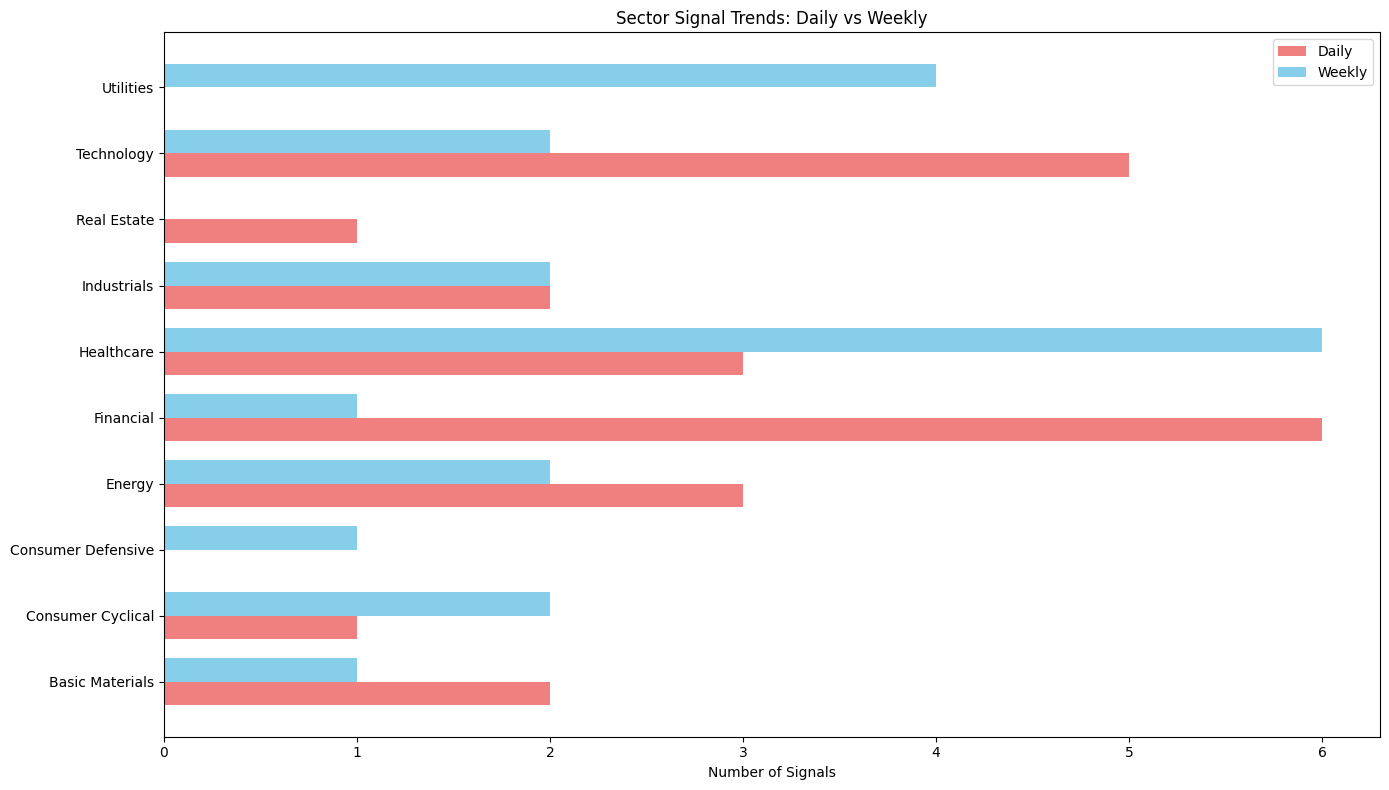 Sector Signal Trends: Daily vs Weekly
Daily
Weekly
Utilities
Technology
Real Estate
Industrials
Healthcare
Financial
Energy
Consumer Defensive
Consumer Cyclical
Basic Materials
0 1 2 3 4 5 6
Number of Signals